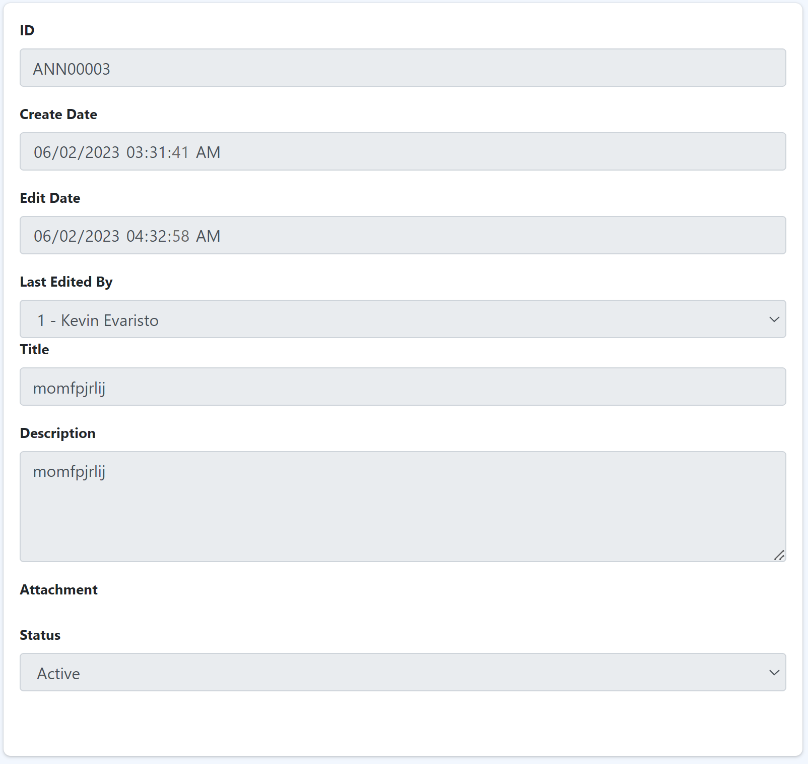 ID
ANN00003
Create Date
06/02/2023 03:31:41 AM
Edit Date
06/02/2023 04:32:58 AM
Last Edited By
1 - Kevin Evaristo
Title
momfpjrlij
Description
momfpjrlij
Attachment
Status
Active